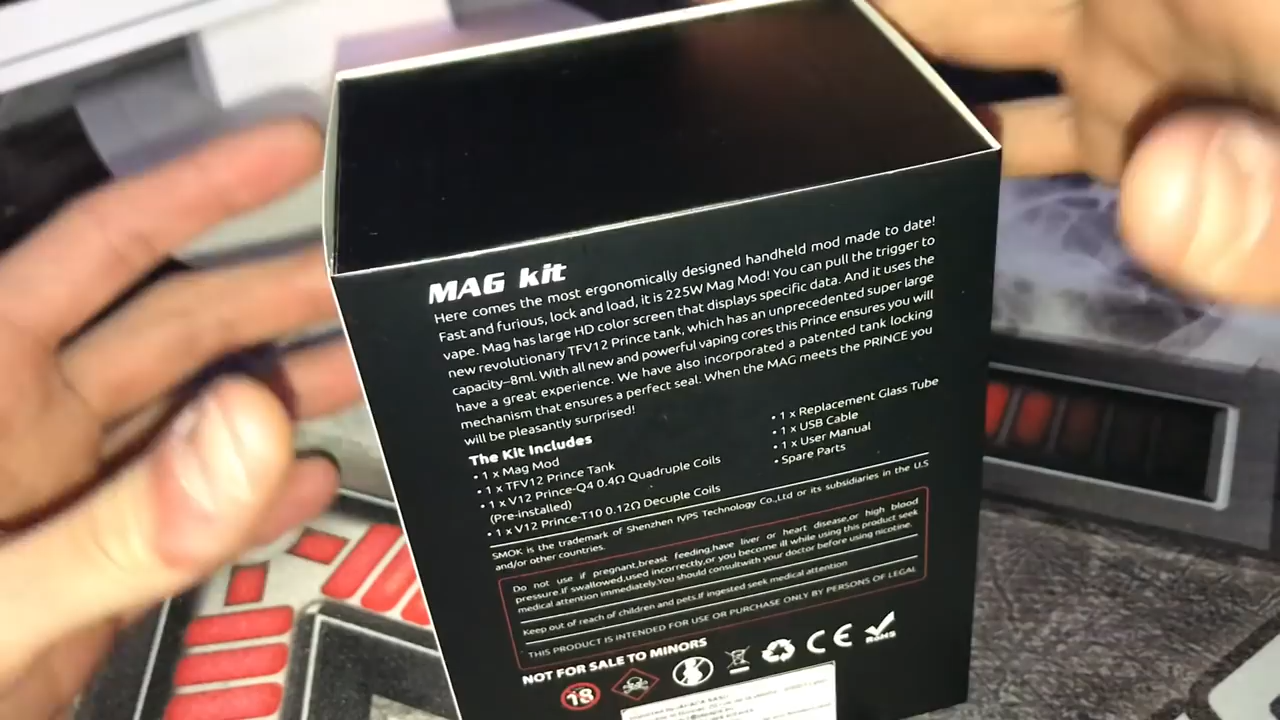 MAG kit
Here comes the most ergonomically designed handheld mod made to date!
Fast and furious, lock and load, it is 225W Mag Mod! You can pull the trigger to
vape. Mag has large HD color screen that displays specific data. And it uses the
new revolutionary TFV12 Prince tank, which has an unprecedented super large
capacity–8ml. With all new and powerful vaping cores this Prince ensures you will
have a great experience. We have also incorporated a patented tank locking
mechanism that ensures a perfect seal. When the MAG meets the PRINCE you
will be pleasantly surprised!
The Kit Includes
• 1 x Mag Mod
• 1 x TFV12 Prince Tank
• 1 x V12 Prince-Q4 0.4Ω Quadruple Coils
(Pre-installed)
• 1 x V12 Prince-T10 0.12Ω Decuple Coils
• 1 x Replacement Glass Tube
• 1 x USB Cable
• 1 x User Manual
• Spare Parts
SMOK is the trademark of Shenzhen IVPS Technology Co.,Ltd or its subsidiaries in the U.S
and/or other countries.
Do not use if pregnant,breast feeding,have liver or heart disease,or high blood
pressure.If swallowed,used incorrectly,or you become ill while using this product seek
medical attention immediately.You should consultwith your doctor before using nicotine.
Keep out of reach of children and pets.If ingested seek medical attention
THIS PRODUCT IS INTENDED FOR USE OR PURCHASE ONLY BY PERSONS OF LEGAL
NOT FOR SALE TO MINORS
18
CE
RoHS